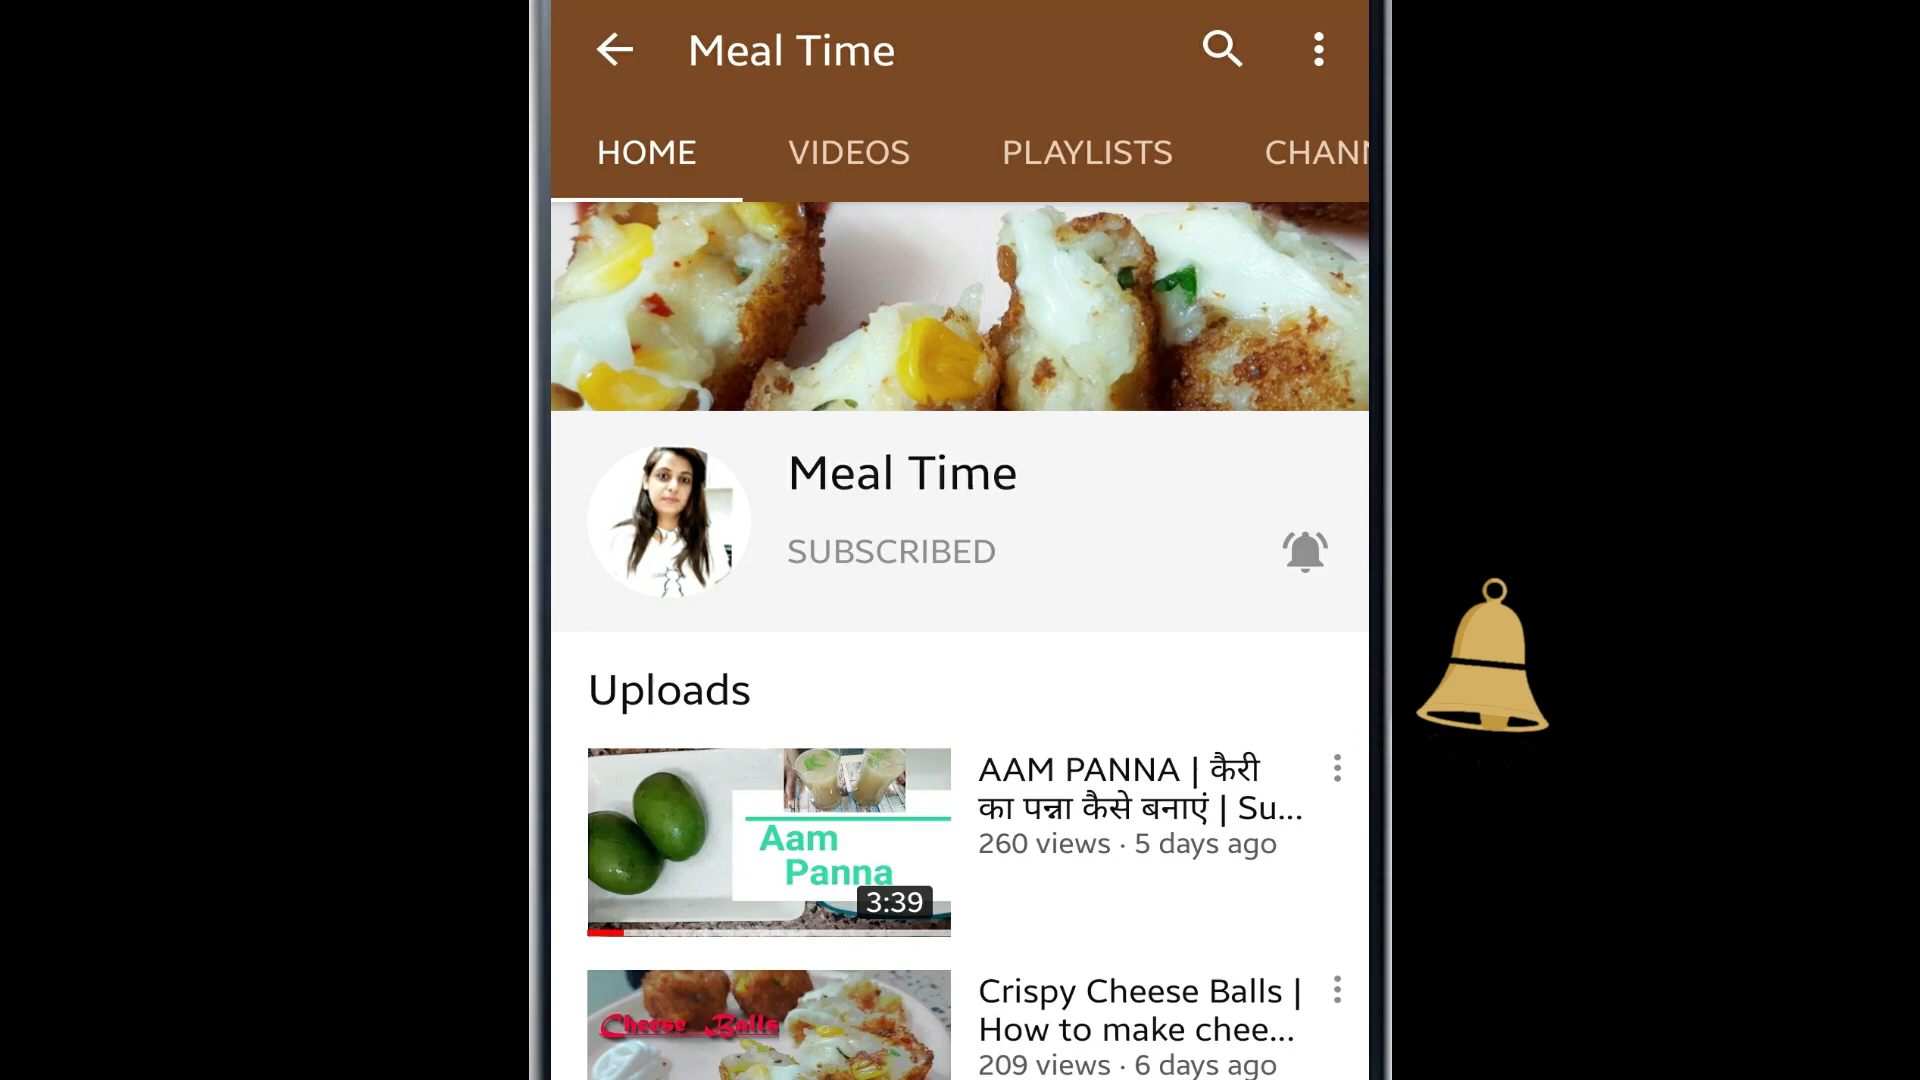 Meal Time
HOME VIDEOS PLAYLISTS CHANN
Meal Time
SUBSCRIBED
Uploads
Aam
Panna
3:39
AAM PANNA | कैरी
का पन्ना कैसे बनाएं | Su...
260 views · 5 days ago
Cheese Balls
Crispy Cheese Balls |
How to make chee...
209 views · 6 days ago